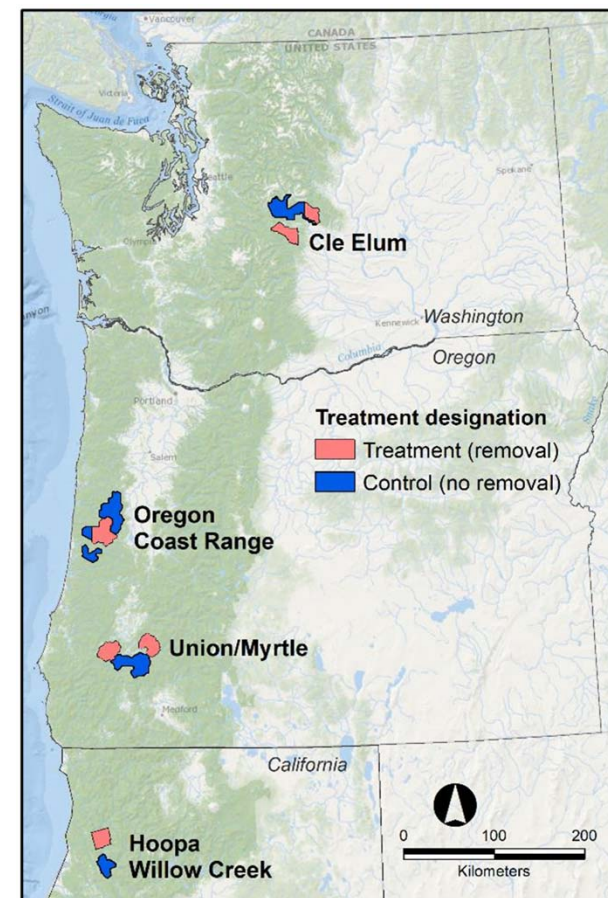 Vancouver
CANADA
UNITED STATES
Victoria
Strait of Juan de Fuca
Seattle
Spokane
Cle Elum
Kennewick
Washington
Columbia
Oregon
Portland
Treatment designation
Treatment (removal)
Control (no removal)
Salem
Oregon
Coast Range
Union/Myrtle
Medford
California
Hoopa
Willow Creek
0 100 200
Kilometers